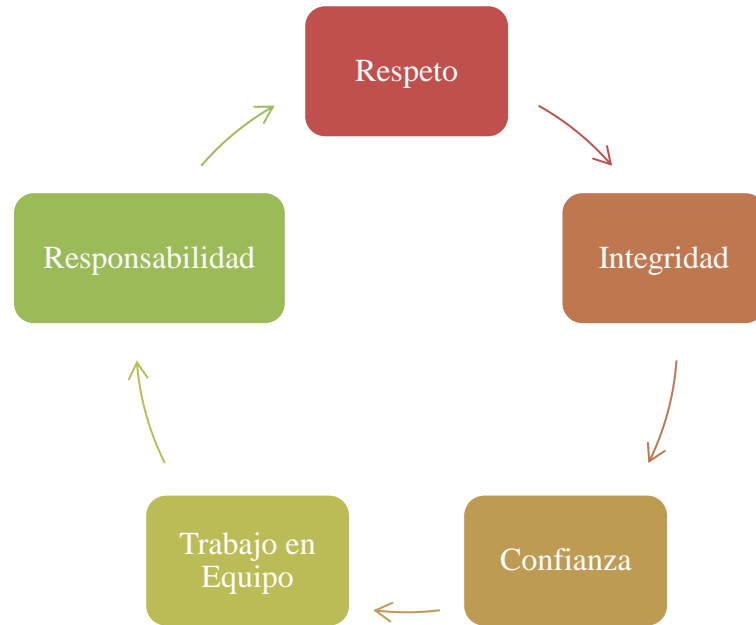 Respeto
Integridad
Confianza
Trabajo en
Equipo
Responsabilidad